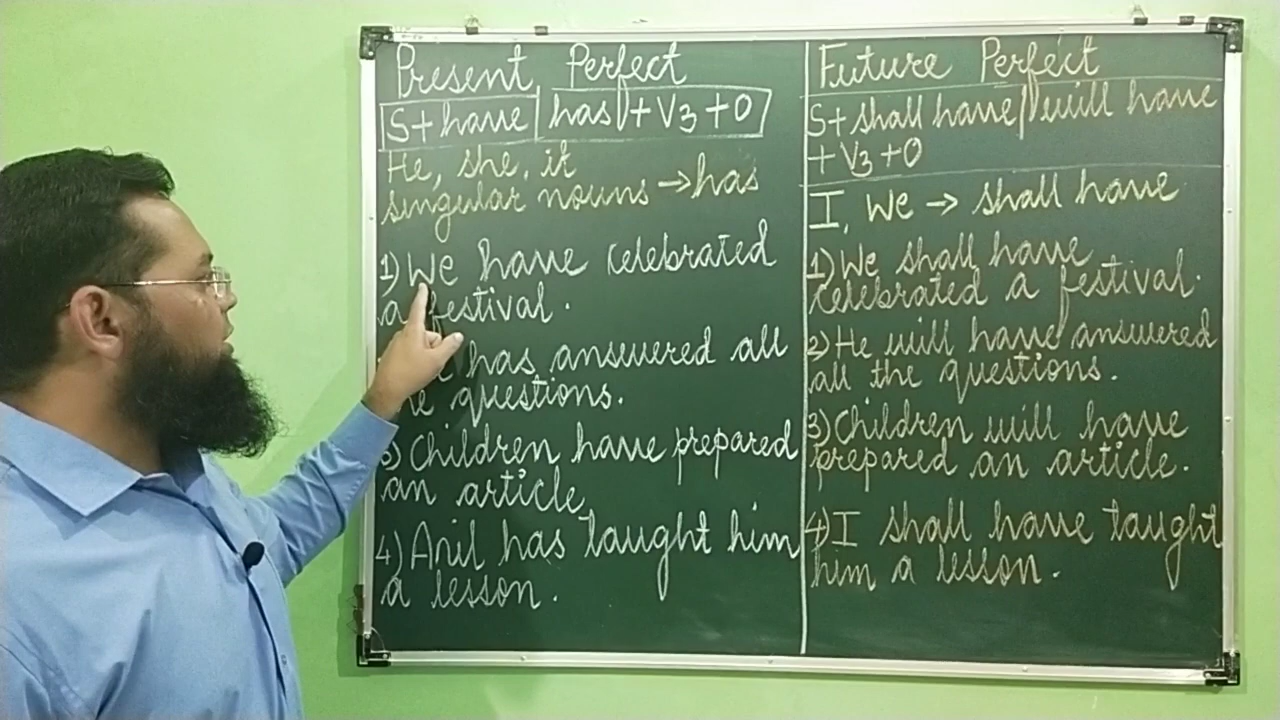 Present Perfect
S+have/has+V3+O
He, she, it
singular nouns →has
1) We have celebrated
a festival.
has answered all
questions.
3) Children have prepared
an article
4) Anil has taught him
a lesson.
Future Perfect
S+shall have/will have
+V3+O
I, We → shall have
1) We shall have
celebrated a festival.
2) He will have answered
all the questions.
3) Children will have
prepared an article.
4) I shall have taught
him a lesson.